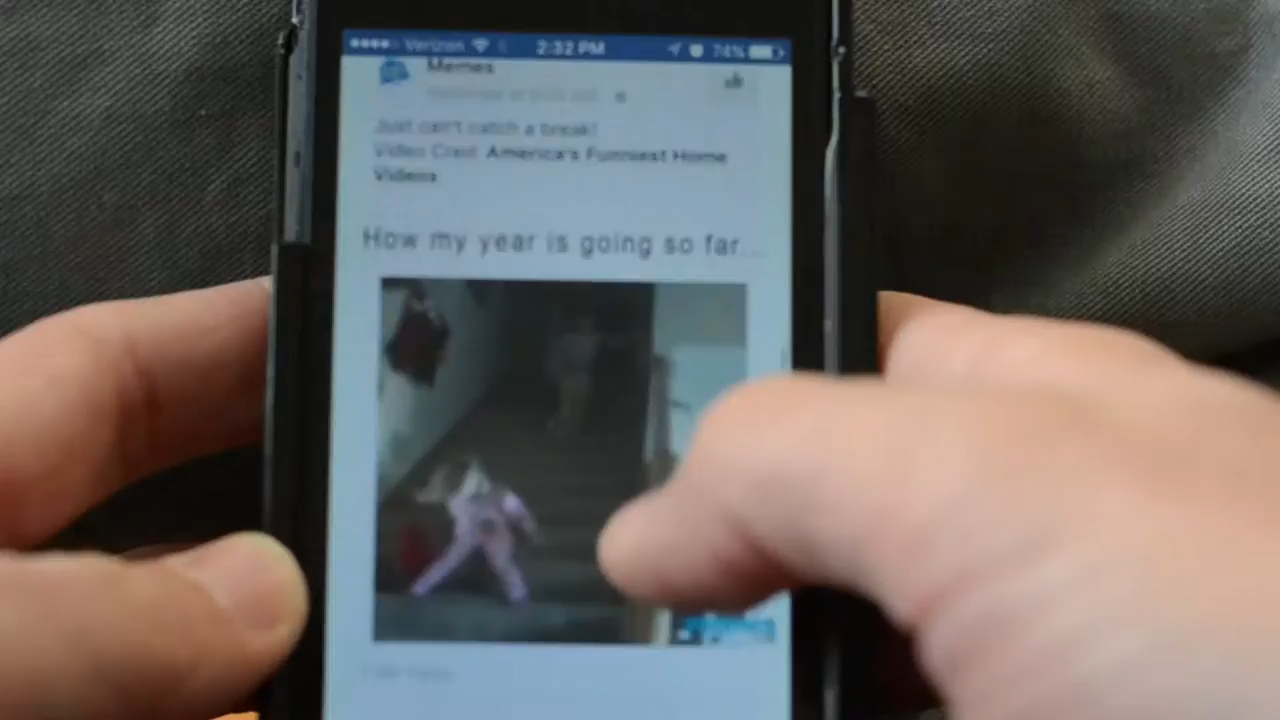 Verizon 2:32 PM 74%
Memes
Just can't catch a break!
Video Cred: America's Funniest Home
Videos
How my year is going so far...